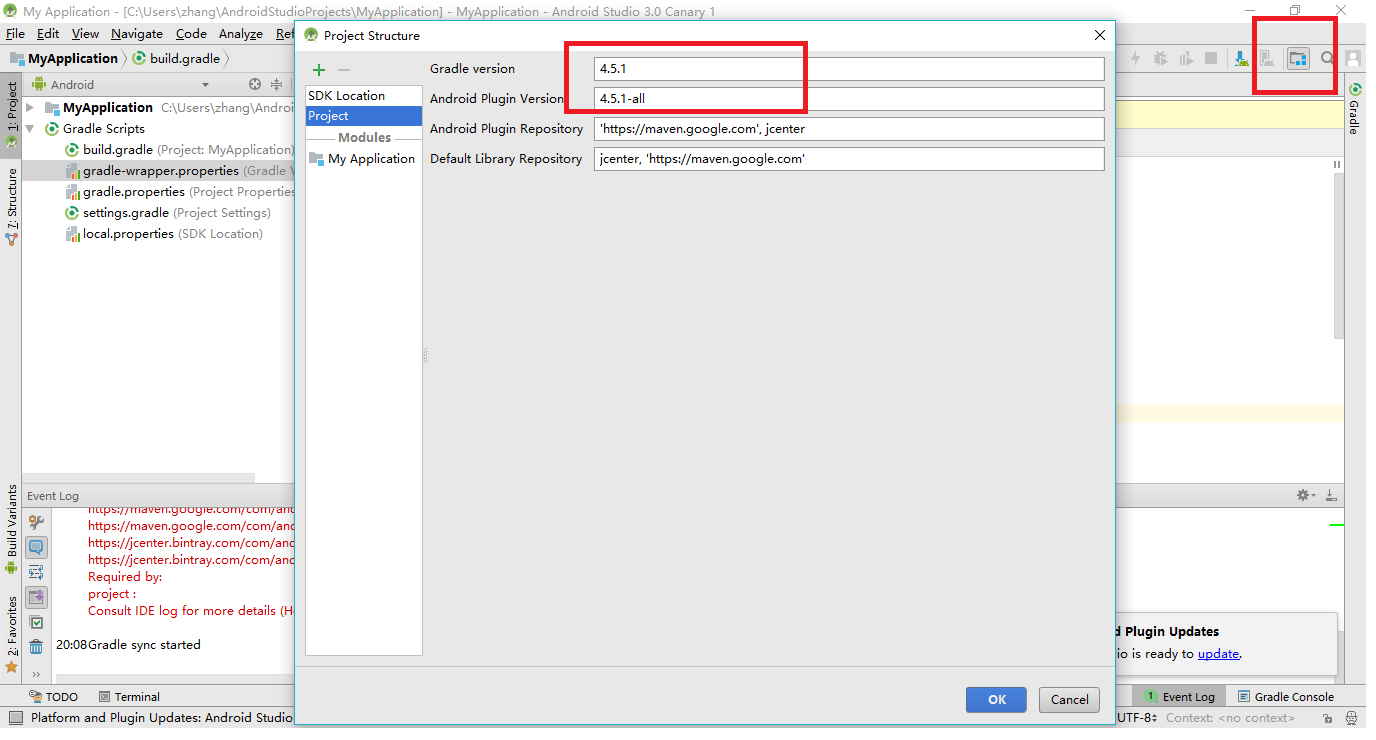 My Application - [C:\Users\zhang\AndroidStudioProjects\MyApplication] - MyApplication - Android Studio 3.0 Canary 1
File Edit View Navigate Code Analyze Ref
MyApplication build.gradle
Project Structure
1: Project
7: Structure
Build Variants
2: Favorites
Android
MyApplication C:\Users\zhang\Androi
Gradle Scripts
build.gradle (Project: MyApplication)
gradle-wrapper.properties (Gradle V
gradle.properties (Project Properties
settings.gradle (Project Settings)
local.properties (SDK Location)
SDK Location
Project
Modules
My Application
Gradle version 4.5.1
Android Plugin Version 4.5.1-all
Android Plugin Repository 'https://maven.google.com', jcenter
Default Library Repository jcenter, 'https://maven.google.com'
OK Cancel
Gradle
Event Log
https://maven.google.com/com/and
https://maven.google.com/com/and
https://jcenter.bintray.com/com/an
https://jcenter.bintray.com/com/an
Required by:
project :
Consult IDE log for more details (H
20:08 Gradle sync started
d Plugin Updates
io is ready to update.
TODO Terminal
1 Event Log Gradle Console
Platform and Plugin Updates: Android Studio
UTF-8 Context: <no context>